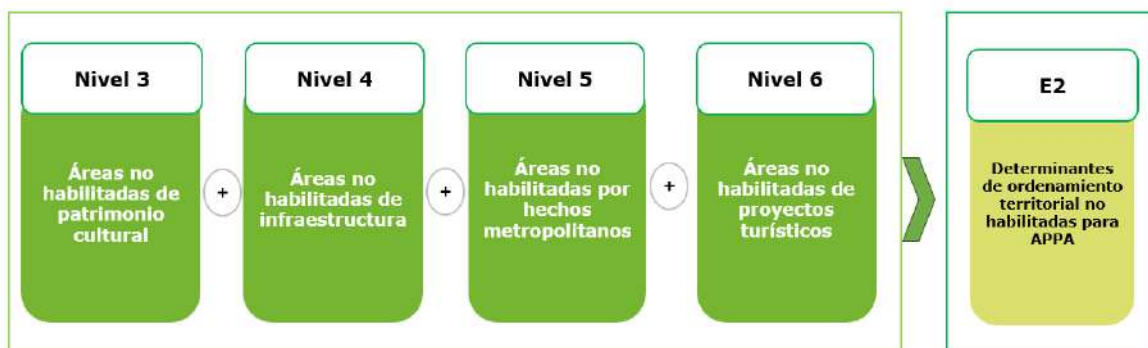 Nivel 3
Áreas no
habilitadas de
patrimonio
cultural
+
Nivel 4
Áreas no
habilitadas de
infraestructura
+
Nivel 5
Áreas no
habilitadas por
hechos
metropolitanos
+
Nivel 6
Áreas no
habilitadas de
proyectos
turísticos
E2
Determinantes
de ordenamiento
territorial no
habilitadas para
APPA